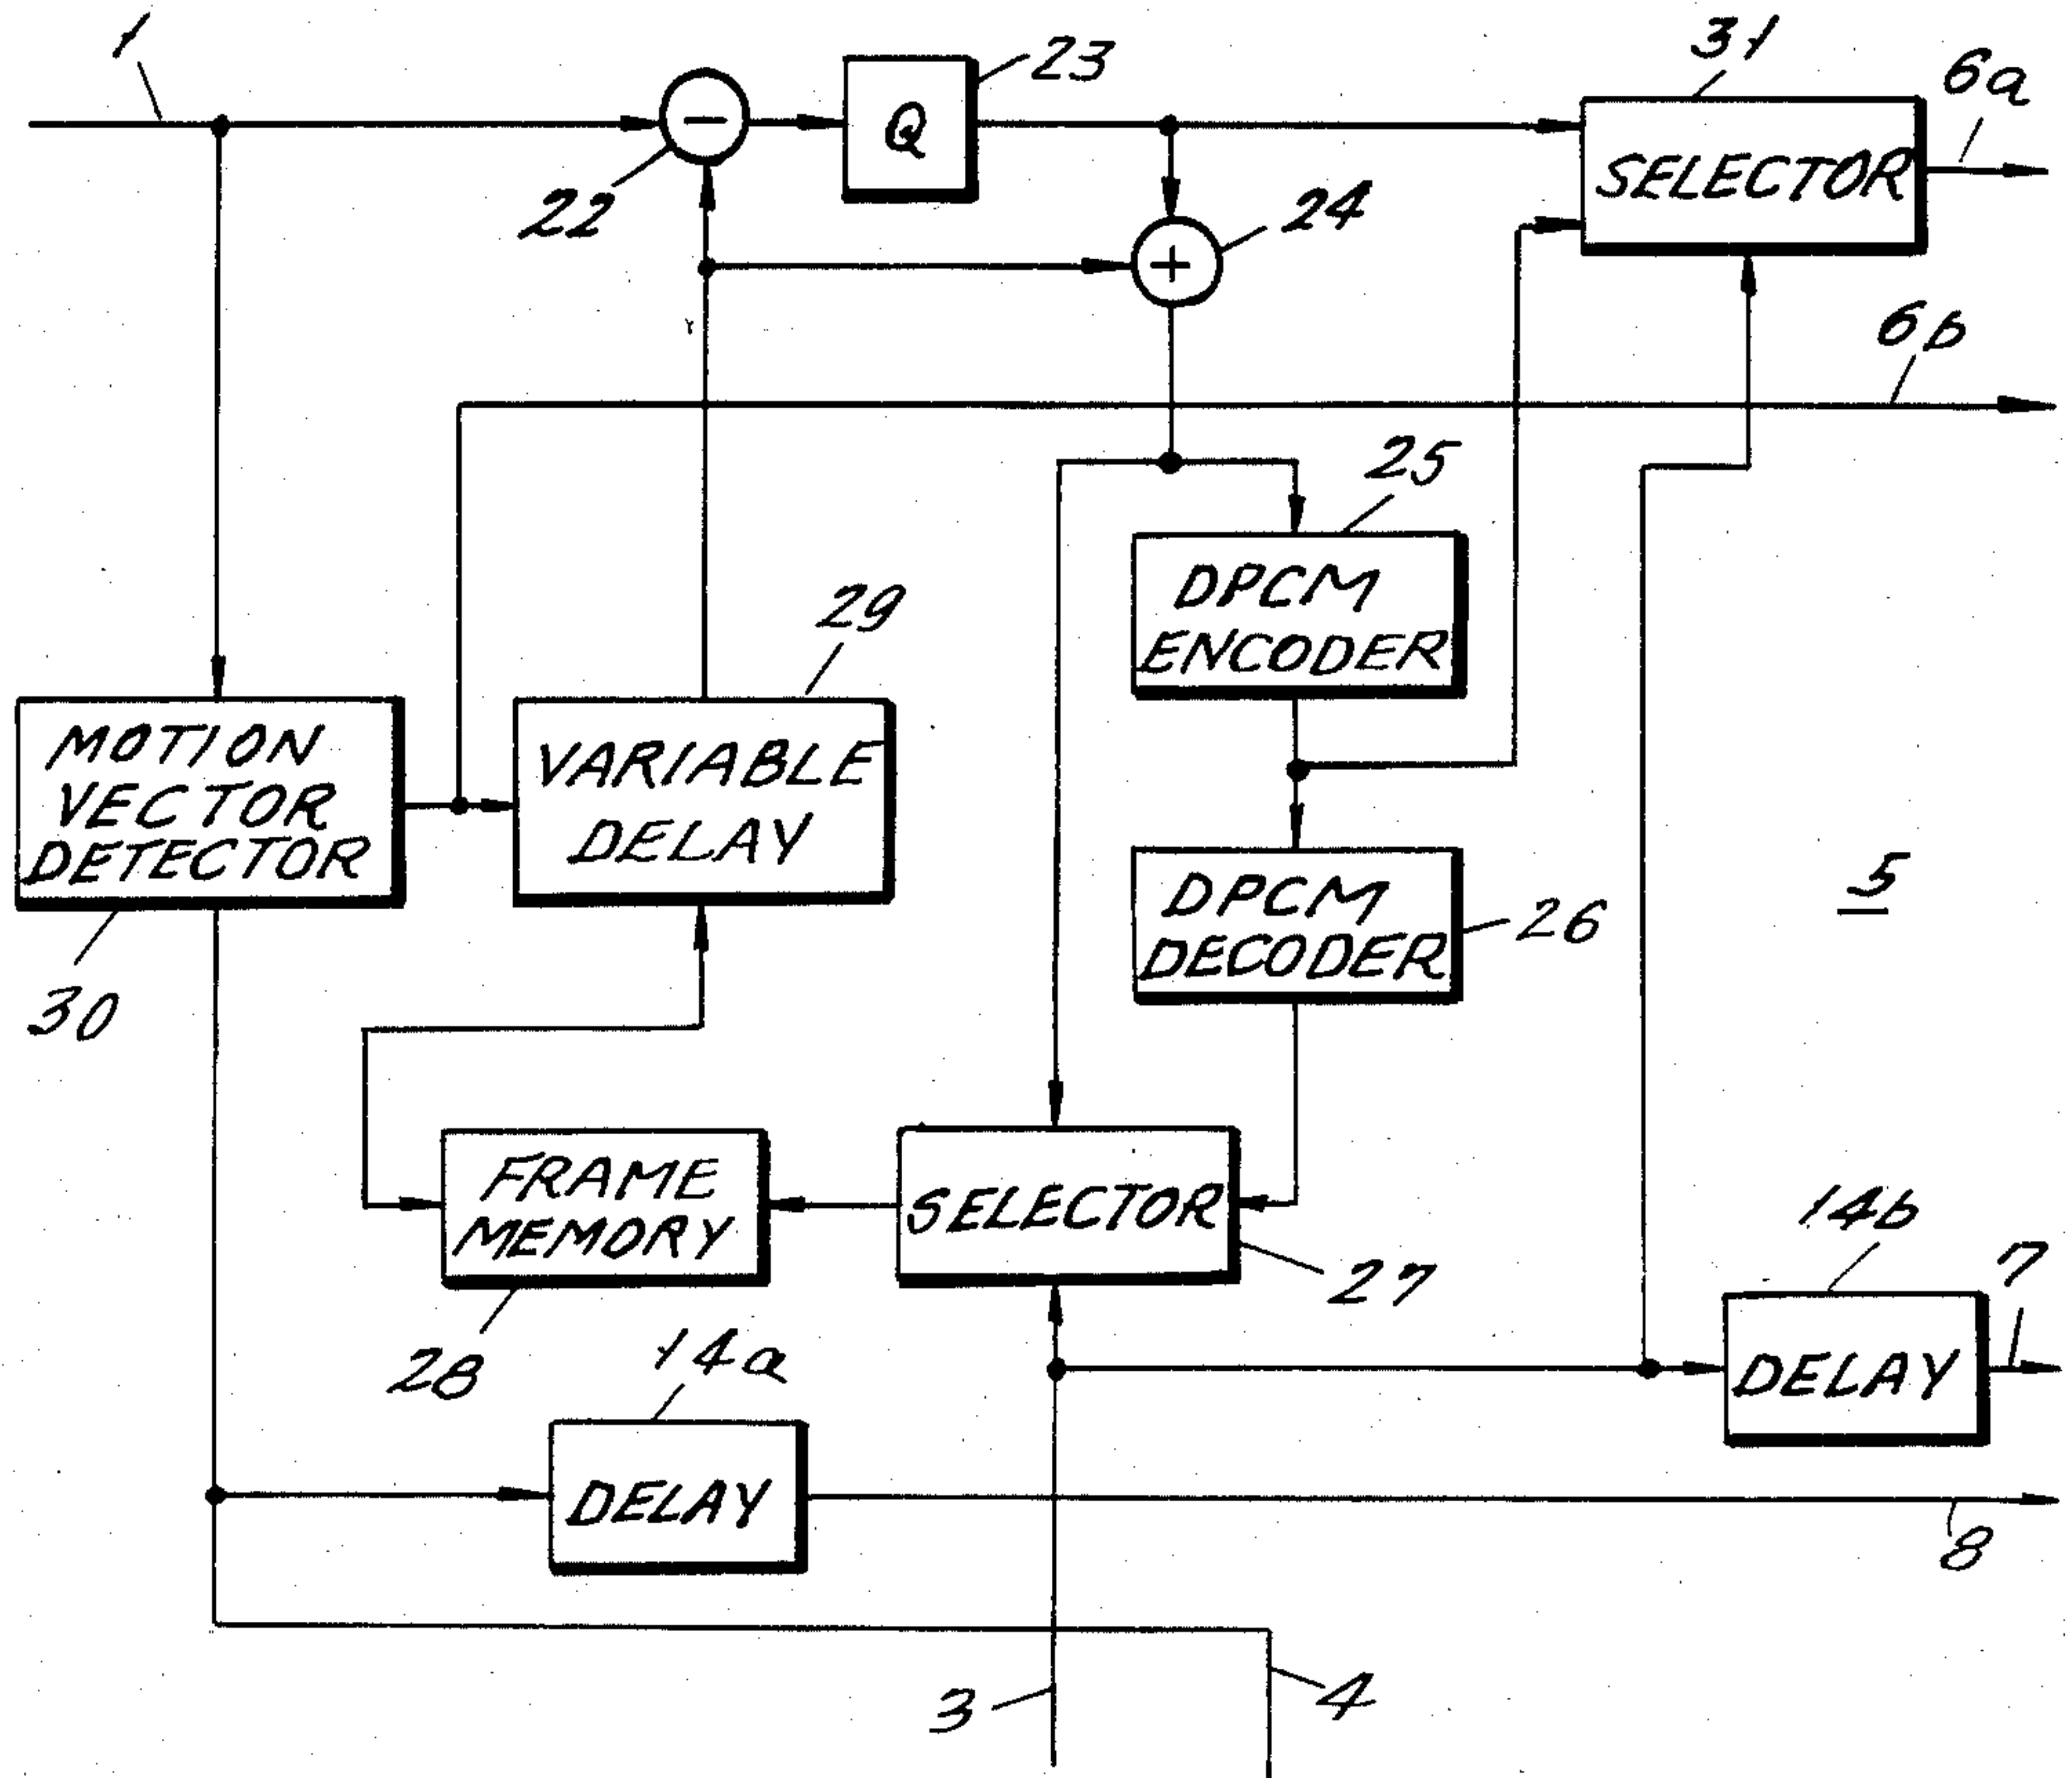 1
23
31
6a
−
Q
SELECTOR
22
24
+
6b
25
DPCM
ENCODER
29
MOTION
VECTOR
DETECTOR
VARIABLE
DELAY
5
DPCM
DECODER
26
30
FRAME
MEMORY
SELECTOR
14b
27
7
28
14a
DELAY
DELAY
8
3
4